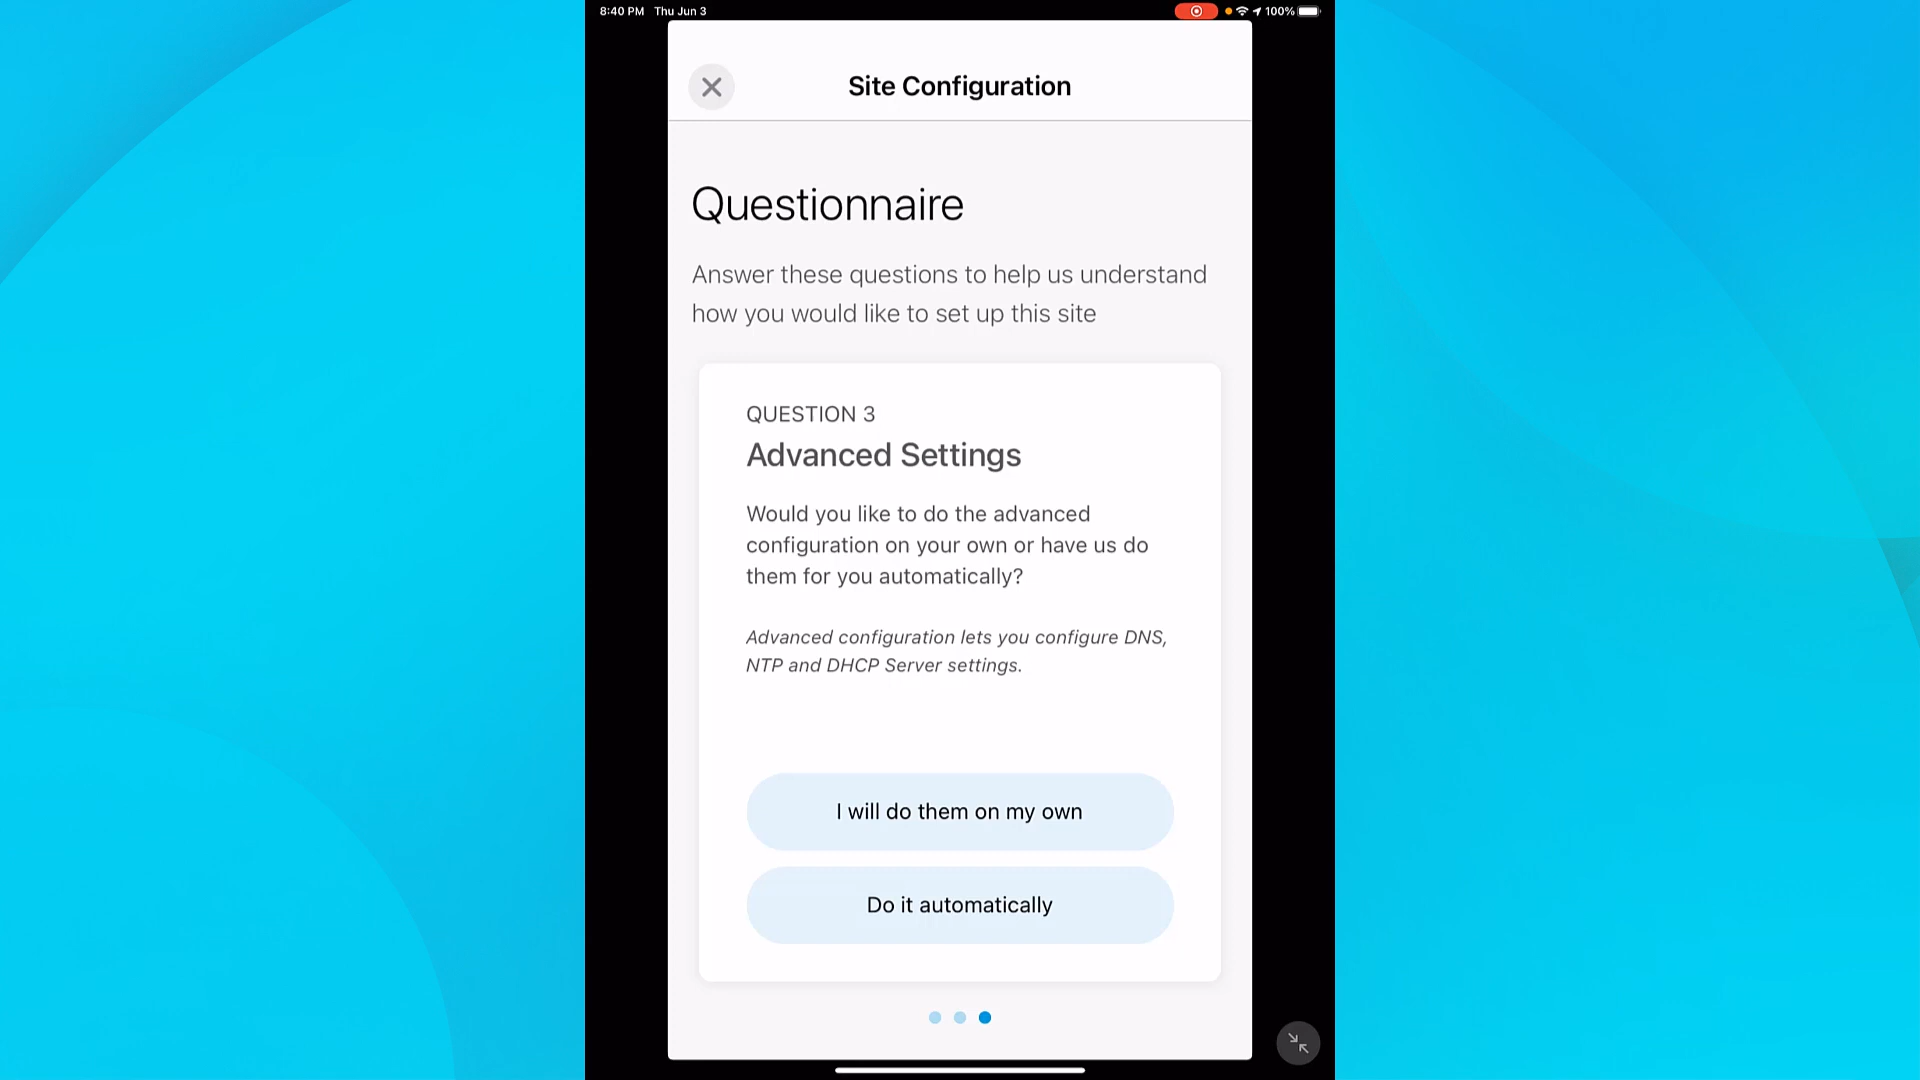 8:40 PM Thu Jun 3
100%
Site Configuration
Questionnaire
Answer these questions to help us understand
how you would like to set up this site
QUESTION 3
Advanced Settings
Would you like to do the advanced
configuration on your own or have us do
them for you automatically?
Advanced configuration lets you configure DNS,
NTP and DHCP Server settings.
I will do them on my own
Do it automatically